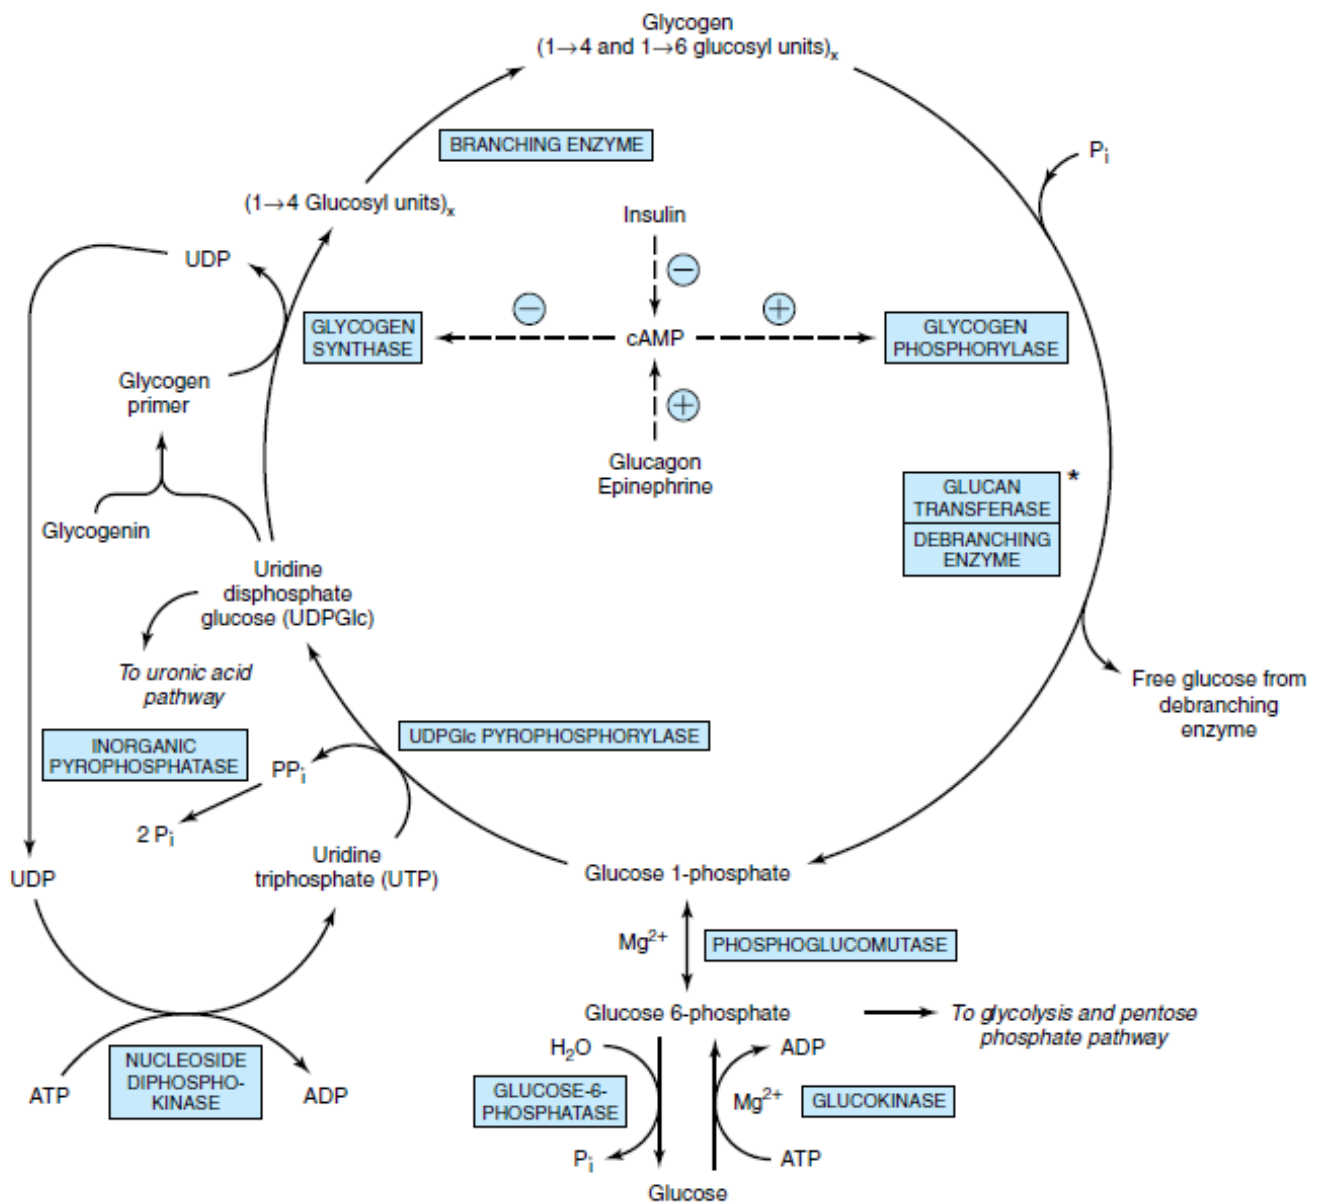 Glycogen
(1→4 and 1→6 glucosyl units)x
BRANCHING ENZYME
Pi
(1→4 Glucosyl units)x
Insulin
UDP
−
−
+
GLYCOGEN
SYNTHASE
cAMP
GLYCOGEN
PHOSPHORYLASE
Glycogen
primer
+
Glucagon
Epinephrine
GLUCAN
TRANSFERASE
*
DEBRANCHING
ENZYME
Glycogenin
Uridine
disphosphate
glucose (UDPGlc)
To uronic acid
pathway
Free glucose from
debranching
enzyme
UDPGlc PYROPHOSPHORYLASE
INORGANIC
PYROPHOSPHATASE
PPi
2 Pi
Uridine
triphosphate (UTP)
UDP
Glucose 1-phosphate
Mg2+
PHOSPHOGLUCOMUTASE
Glucose 6-phosphate
To glycolysis and pentose
phosphate pathway
H2O
ADP
NUCLEOSIDE
DIPHOSPHO-
KINASE
ATP
ADP
GLUCOSE-6-
PHOSPHATASE
Mg2+
GLUCOKINASE
Pi
ATP
Glucose